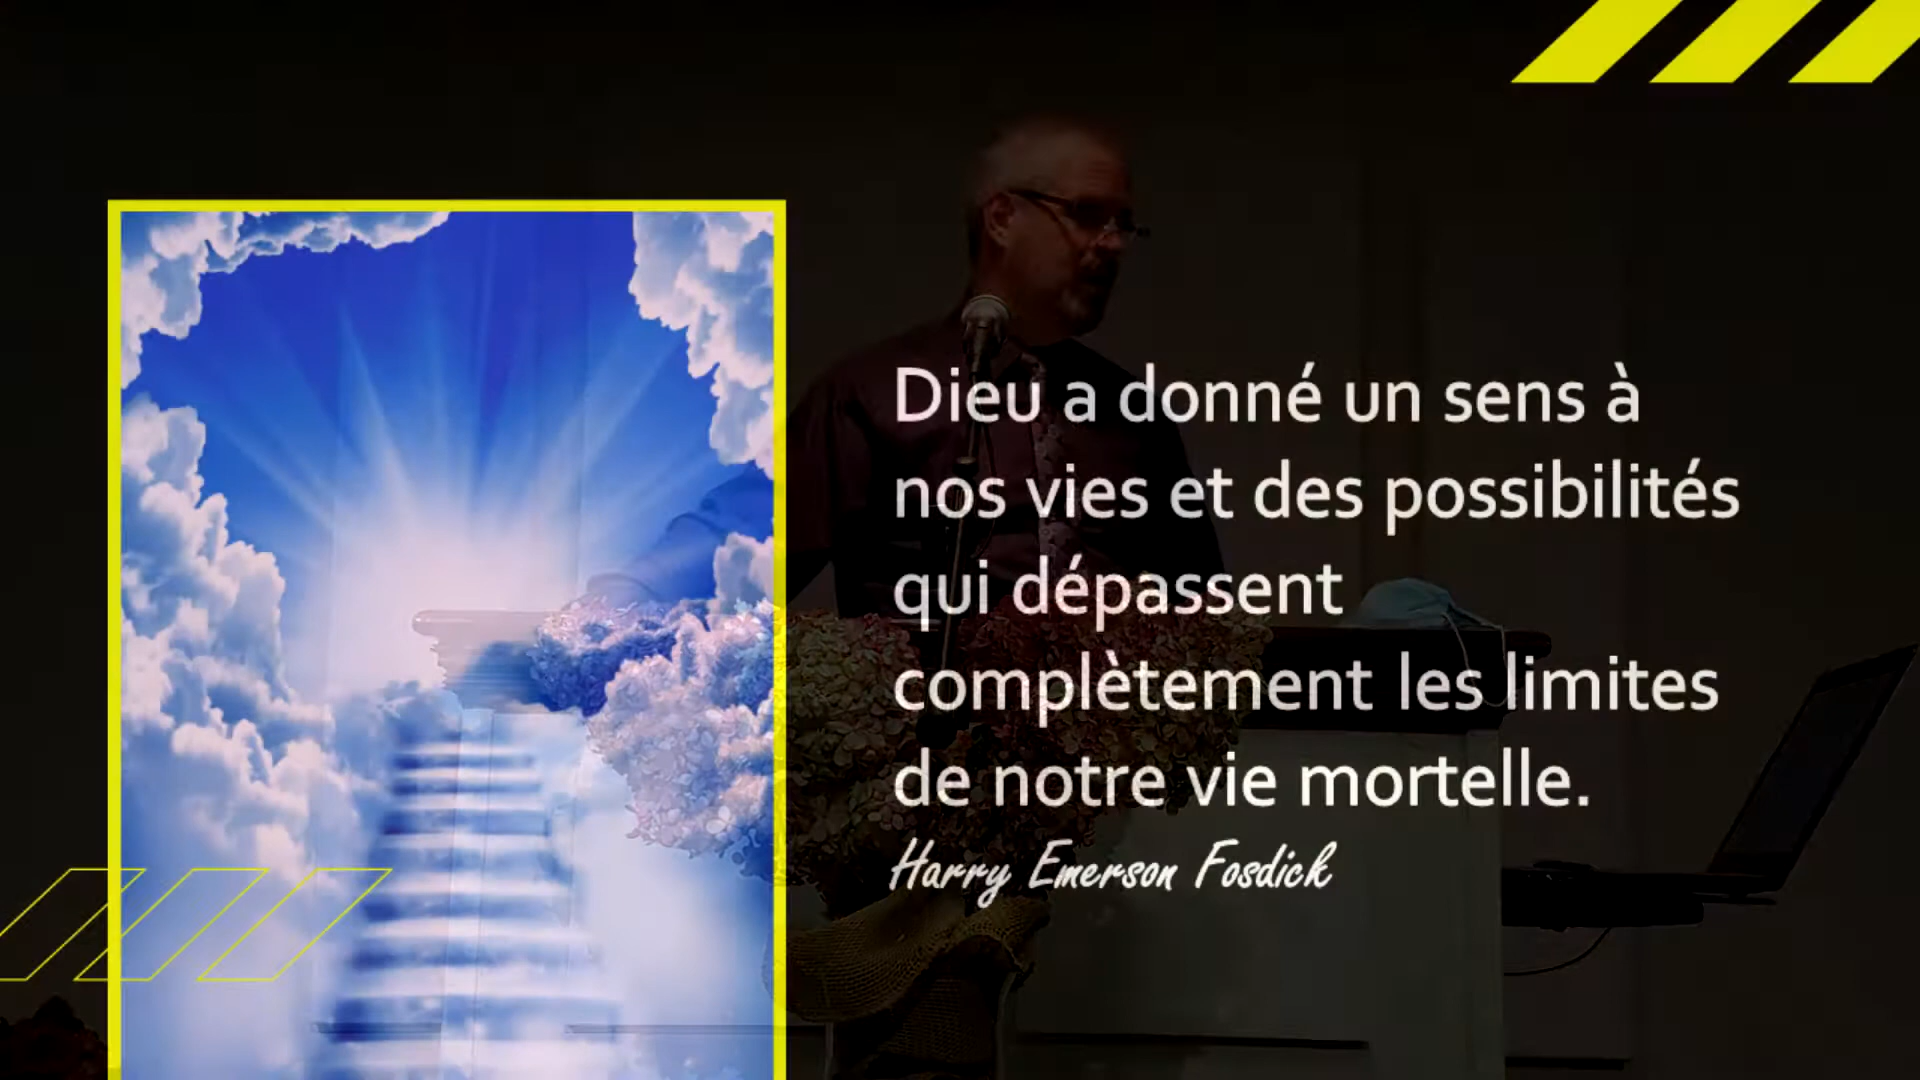 Dieu a donné un sens à
nos vies et des possibilités
qui dépassent
complètement les limites
de notre vie mortelle.
Harry Emerson Fosdick